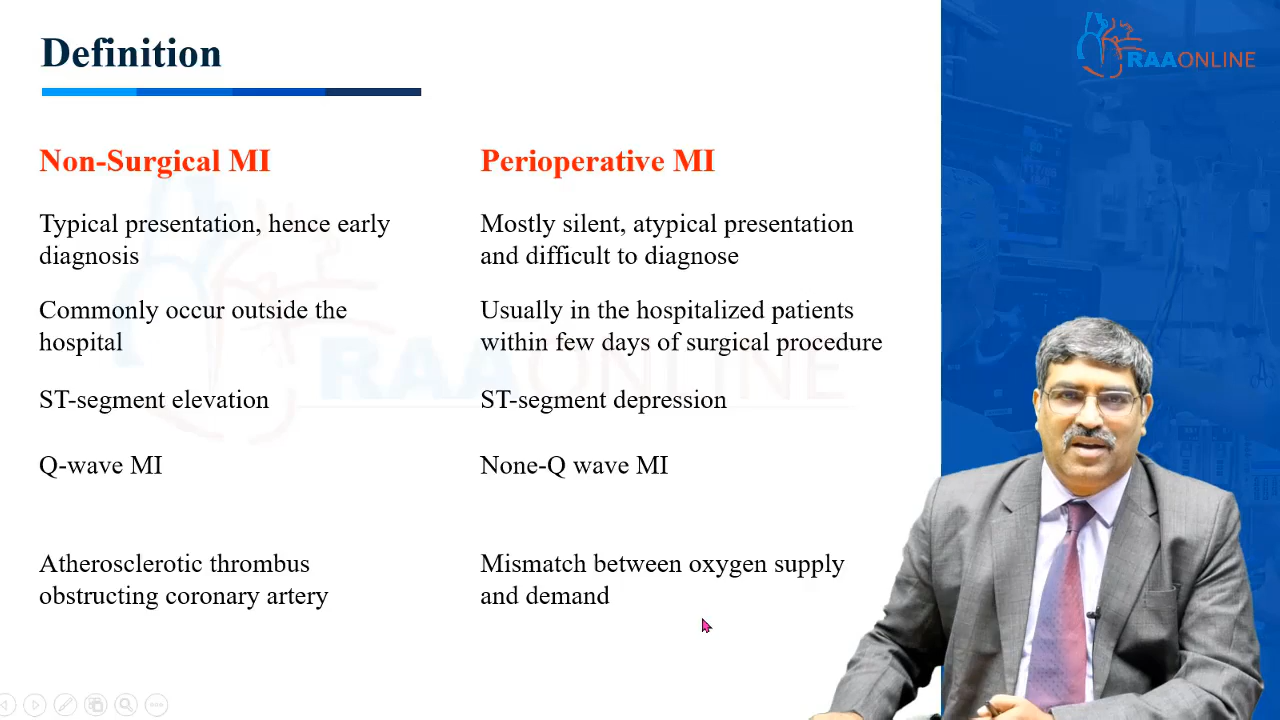 Definition
RAAONLINE
Non-Surgical MI
Perioperative MI
Typical presentation, hence early
diagnosis
Mostly silent, atypical presentation
and difficult to diagnose
Commonly occur outside the
hospital
Usually in the hospitalized patients
within few days of surgical procedure
RAAONLINE
ST-segment elevation
ST-segment depression
Q-wave MI
None-Q wave MI
Atherosclerotic thrombus
obstructing coronary artery
Mismatch between oxygen supply
and demand